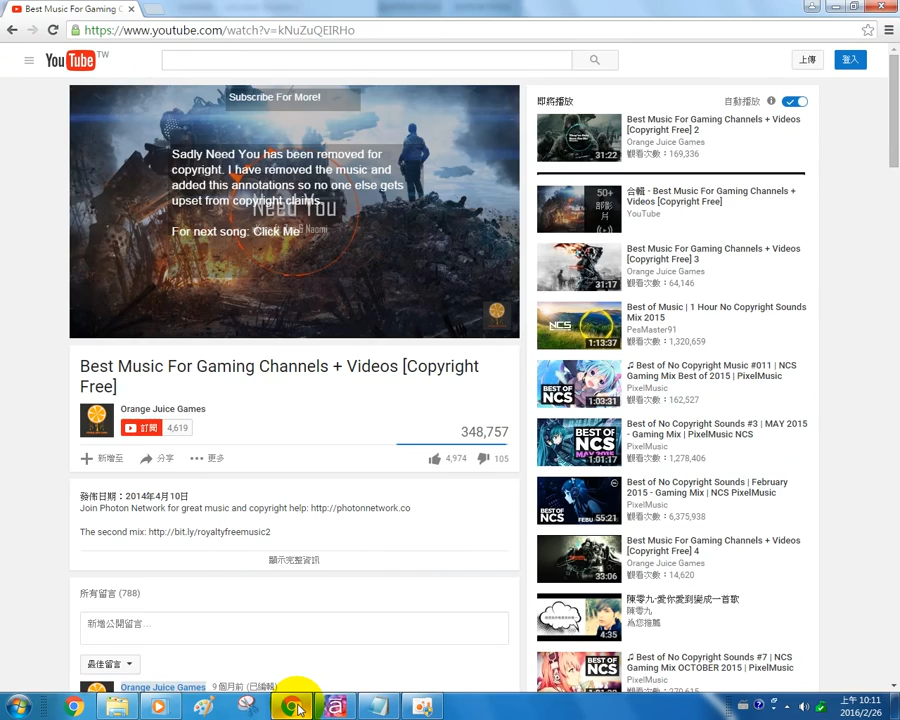 Best Music For Gaming C
https://www.youtube.com/watch?v=kNuZuQEIRHo
YouTube TW
上傳
登入
Subscribe For More!
Sadly Need You has been removed for
copyright. I have removed the music and
added this annotations so no one else gets
upset from copyright claims.
Need You
For next song: Click Me
Best Music For Gaming Channels + Videos [Copyright
Free]
Orange Juice Games
訂閱
4,619
348,757
新增至
分享
更多
4,974
105
發佈日期：2014年4月10日
Join Photon Network for great music and copyright help: http://photonnetwork.co
The second mix: http://bit.ly/royaltyfreemusic2
顯示完整資訊
所有留言 (788)
新增公開留言...
最佳留言
Orange Juice Games 9 個月前 (已編輯)
即將播放
自動播放
Best Music For Gaming Channels + Videos
[Copyright Free] 2
Orange Juice Games
觀看次數：169,336
31:22
合輯 - Best Music For Gaming Channels +
Videos [Copyright Free]
YouTube
50+
部影
片
Best Music For Gaming Channels + Videos
[Copyright Free] 3
Orange Juice Games
觀看次數：64,146
31:17
Best of Music | 1 Hour No Copyright Sounds
Mix 2015
PesMaster91
觀看次數：1,320,659
NCS
1:13:37
♫ Best of No Copyright Music #011 | NCS
Gaming Mix Best of 2015 | PixelMusic
PixelMusic
觀看次數：162,527
BEST OF
NCS
1:03:31
Best of No Copyright Sounds #3 | MAY 2015
- Gaming Mix | PixelMusic NCS
PixelMusic
觀看次數：1,278,406
BEST OF
NCS
MAY 2015
1:01:17
Best of No Copyright Sounds | February
2015 - Gaming Mix | NCS PixelMusic
PixelMusic
觀看次數：6,375,938
BEST OF
NCS
FEBU
55:21
Best Music For Gaming Channels + Videos
[Copyright Free] 4
Orange Juice Games
觀看次數：14,620
33:06
陳零九-愛你愛到變成一首歌
陳零九
為您推薦
4:35
♫ Best of No Copyright Sounds #7 | NCS
Gaming Mix OCTOBER 2015 | PixelMusic
PixelMusic
BEST OF
NCS
上午 10:11
2016/2/26